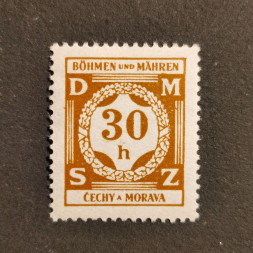 BÖHMEN UND MÄHREN
D M
30
h
S Z
ČECHY A MORAVA